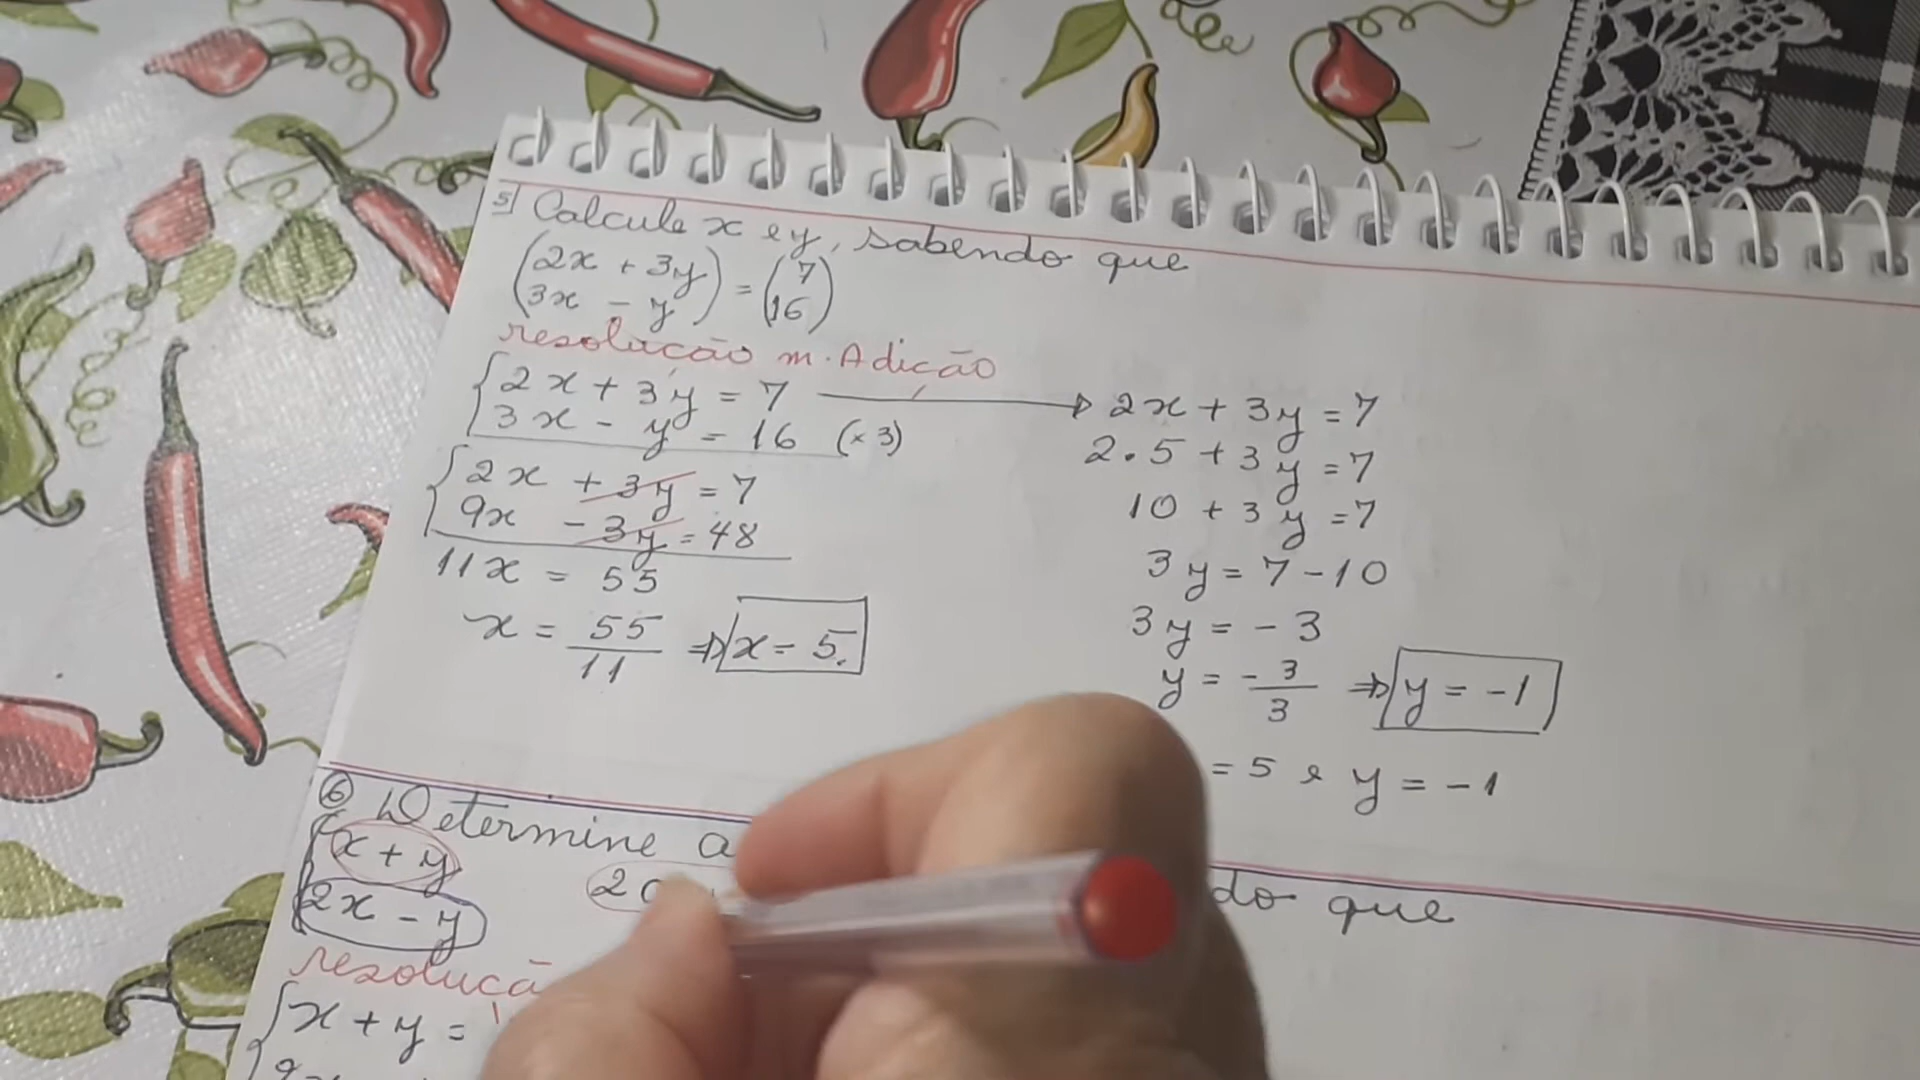 5) Calcule x e y, sabendo que
(2x + 3y) = (7)
(3x - y) (16)
resolução m. Adição
{2x + 3y = 7
3x - y = 16 (x3)
{2x + 3y = 7
9x - 3y = 48
11x = 55
x = 55/11 ⇒ x = 5.
2x + 3y = 7
2.5 + 3y = 7
10 + 3y = 7
3y = 7 - 10
3y = - 3
y = - 3/3 ⇒ y = -1
= 5 e y = -1
6) Determine a do que
x + y
2x - y
{x + y =